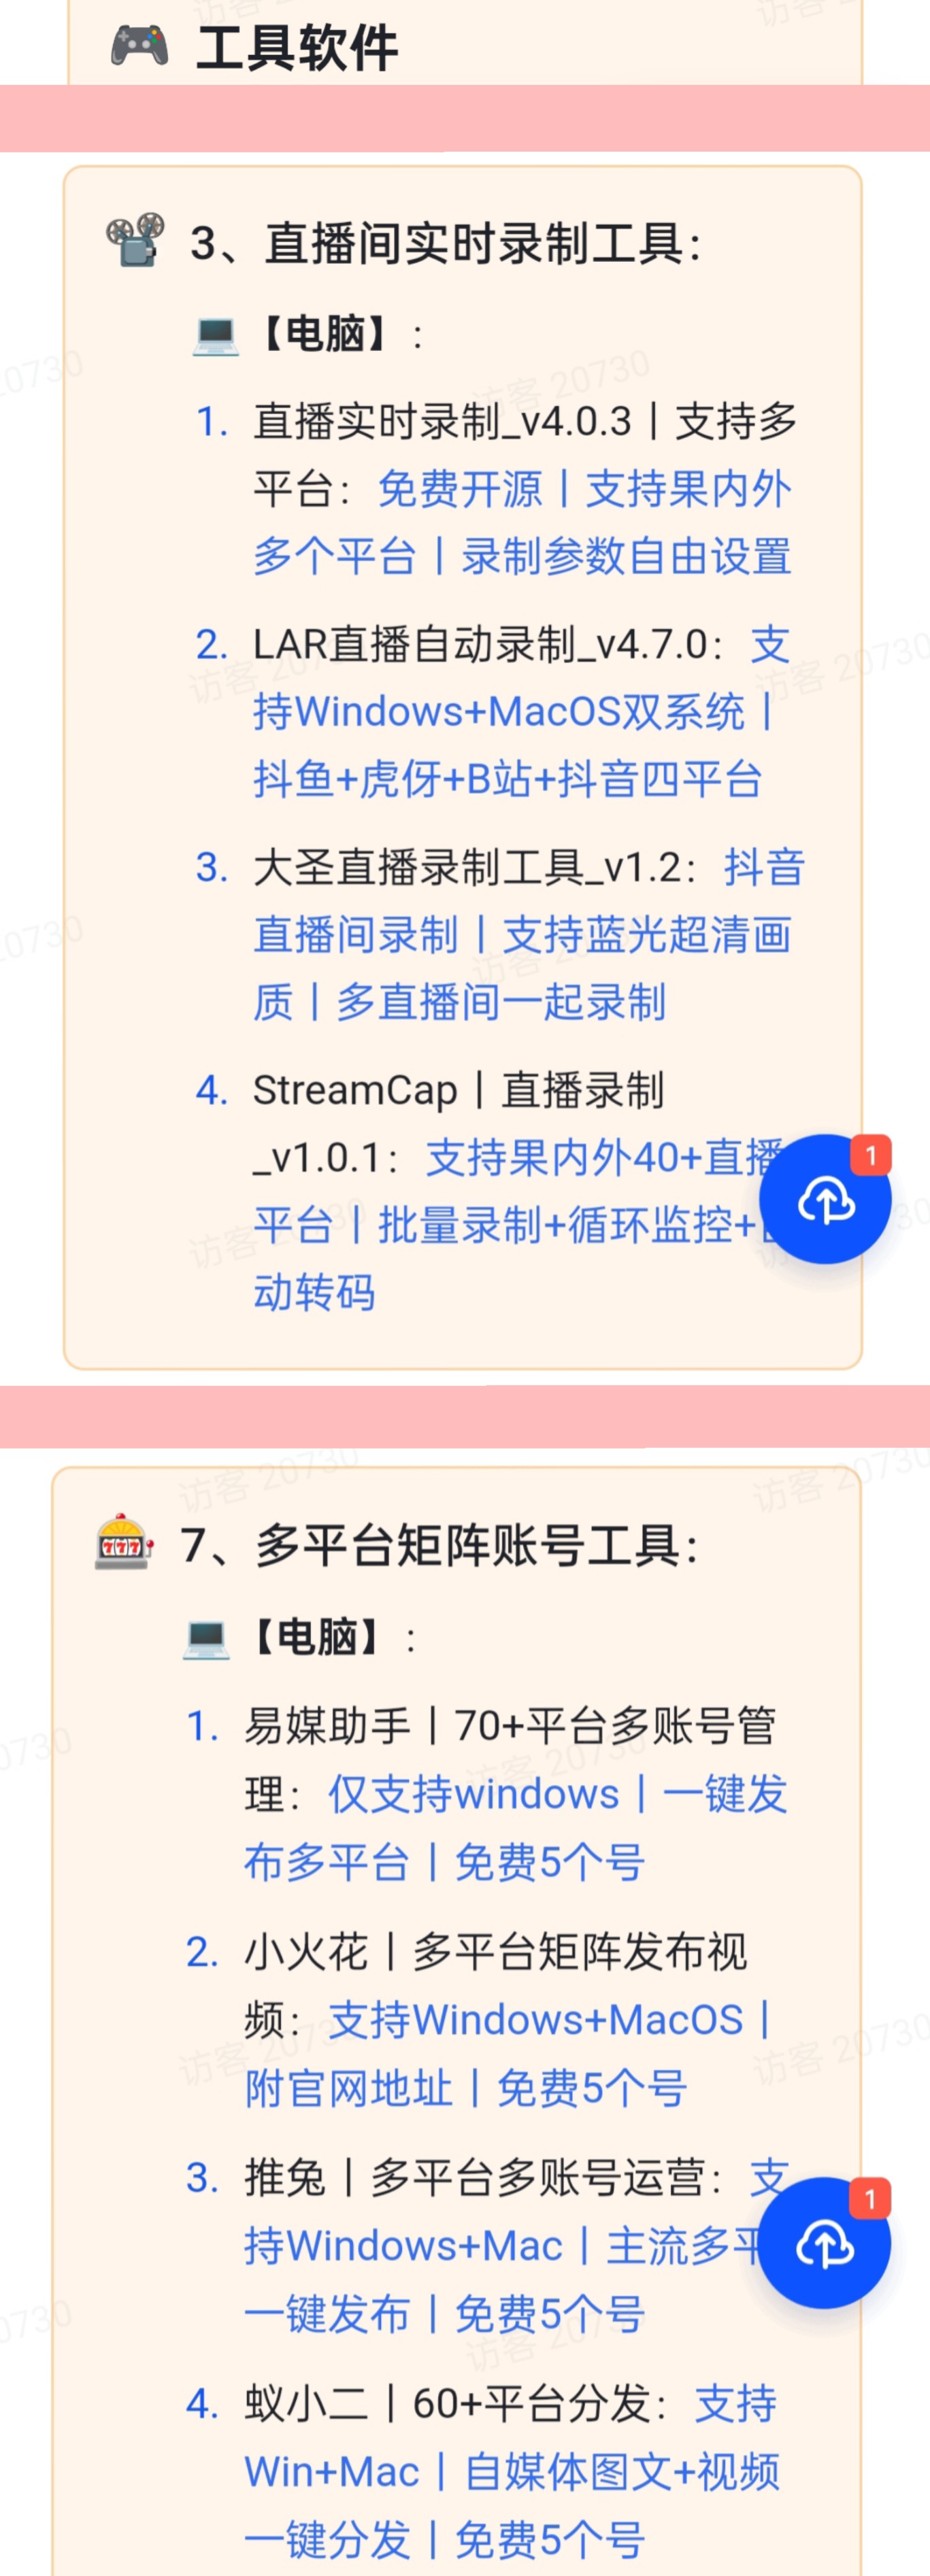 工具软件
3、直播间实时录制工具：
【电脑】：
1. 直播实时录制_v4.0.3丨支持多
平台：免费开源丨支持果内外
多个平台丨录制参数自由设置
2. LAR直播自动录制_v4.7.0：支
持Windows+MacOS双系统丨
抖鱼+虎伢+B站+抖音四平台
3. 大圣直播录制工具_v1.2：抖音
直播间录制丨支持蓝光超清画
质丨多直播间一起录制
4. StreamCap丨直播录制
_v1.0.1：支持果内外40+直播
1
平台丨批量录制+循环监控+
动转码
7、多平台矩阵账号工具：
【电脑】：
1. 易媒助手丨70+平台多账号管
理：仅支持windows丨一键发
布多平台丨免费5个号
2. 小火花丨多平台矩阵发布视
频：支持Windows+MacOS丨
附官网地址丨免费5个号
3. 推兔丨多平台多账号运营：支
1
持Windows+Mac丨主流多平
一键发布丨免费5个号
4. 蚁小二丨60+平台分发：支持
Win+Mac丨自媒体图文+视频
一键分发丨免费5个号
访客 20730